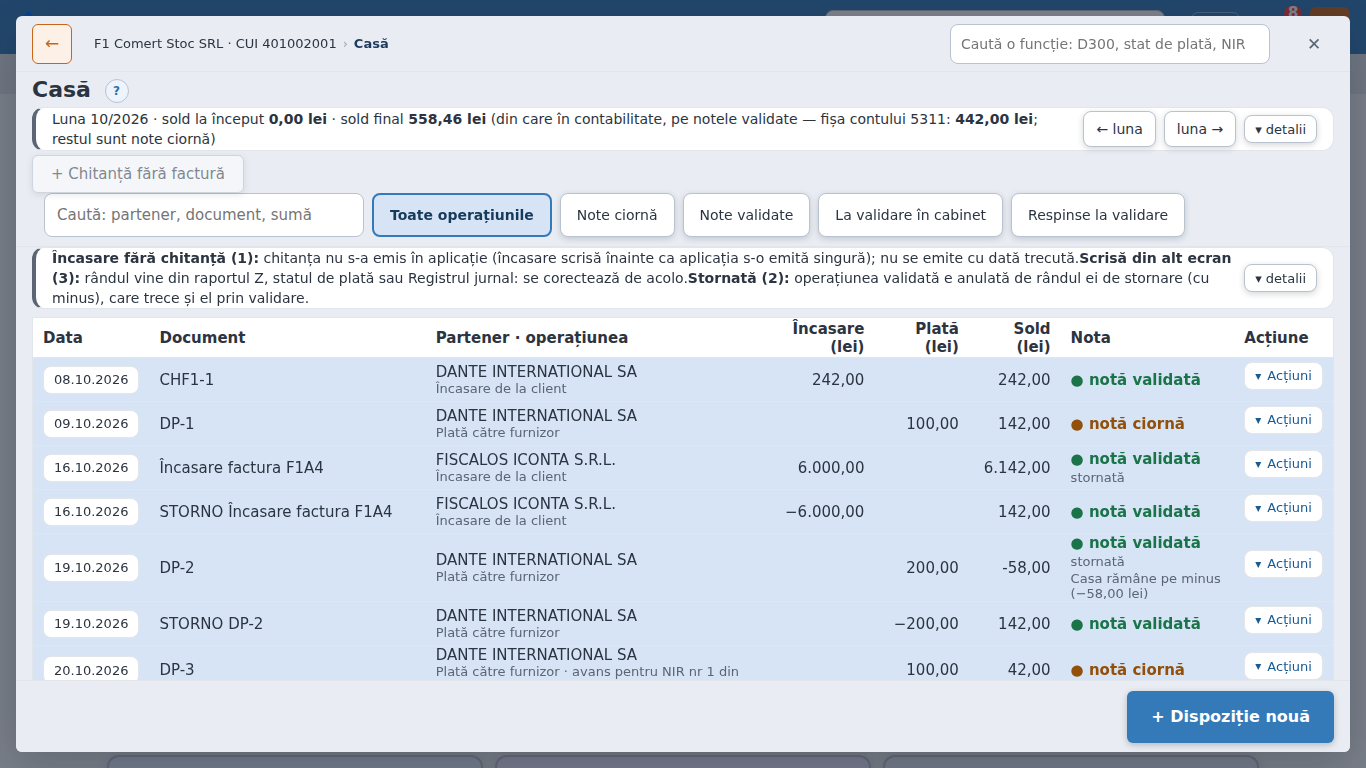 8
←
F1 Comert Stoc SRL · CUI 401002001 › Casă
Caută o funcție: D300, stat de plată, NIR
✕
Casă ?
Luna 10/2026 · sold la început 0,00 lei · sold final 558,46 lei (din care în contabilitate, pe notele validate — fișa contului 5311: 442,00 lei;
restul sunt note ciornă)
← luna
luna →
▾ detalii
+ Chitanță fără factură
Caută: partener, document, sumă
Toate operațiunile
Note ciornă
Note validate
La validare în cabinet
Respinse la validare
Încasare fără chitanță (1): chitanța nu s-a emis în aplicație (încasare scrisă înainte ca aplicația s-o emită singură); nu se emite cu dată trecută.Scrisă din alt ecran
(3): rândul vine din raportul Z, statul de plată sau Registrul jurnal: se corectează de acolo.Stornată (2): operațiunea validată e anulată de rândul ei de stornare (cu
minus), care trece și el prin validare.
▾ detalii
Data Document Partener · operațiunea Încasare (lei) Plată (lei) Sold (lei) Nota Acțiune
08.10.2026 CHF1-1 DANTE INTERNATIONAL SA 242,00 242,00 ● notă validată ▾ Acțiuni
Încasare de la client
09.10.2026 DP-1 DANTE INTERNATIONAL SA 100,00 142,00 ● notă ciornă ▾ Acțiuni
Plată către furnizor
16.10.2026 Încasare factura F1A4 FISCALOS ICONTA S.R.L. 6.000,00 6.142,00 ● notă validată ▾ Acțiuni
Încasare de la client stornată
16.10.2026 STORNO Încasare factura F1A4 FISCALOS ICONTA S.R.L. −6.000,00 142,00 ● notă validată ▾ Acțiuni
Încasare de la client
19.10.2026 DP-2 DANTE INTERNATIONAL SA 200,00 -58,00 ● notă validată ▾ Acțiuni
Plată către furnizor stornată
Casa rămâne pe minus
(−58,00 lei)
19.10.2026 STORNO DP-2 DANTE INTERNATIONAL SA −200,00 142,00 ● notă validată ▾ Acțiuni
Plată către furnizor
20.10.2026 DP-3 DANTE INTERNATIONAL SA 100,00 42,00 ● notă ciornă ▾ Acțiuni
Plată către furnizor · avans pentru NIR nr 1 din
+ Dispoziție nouă